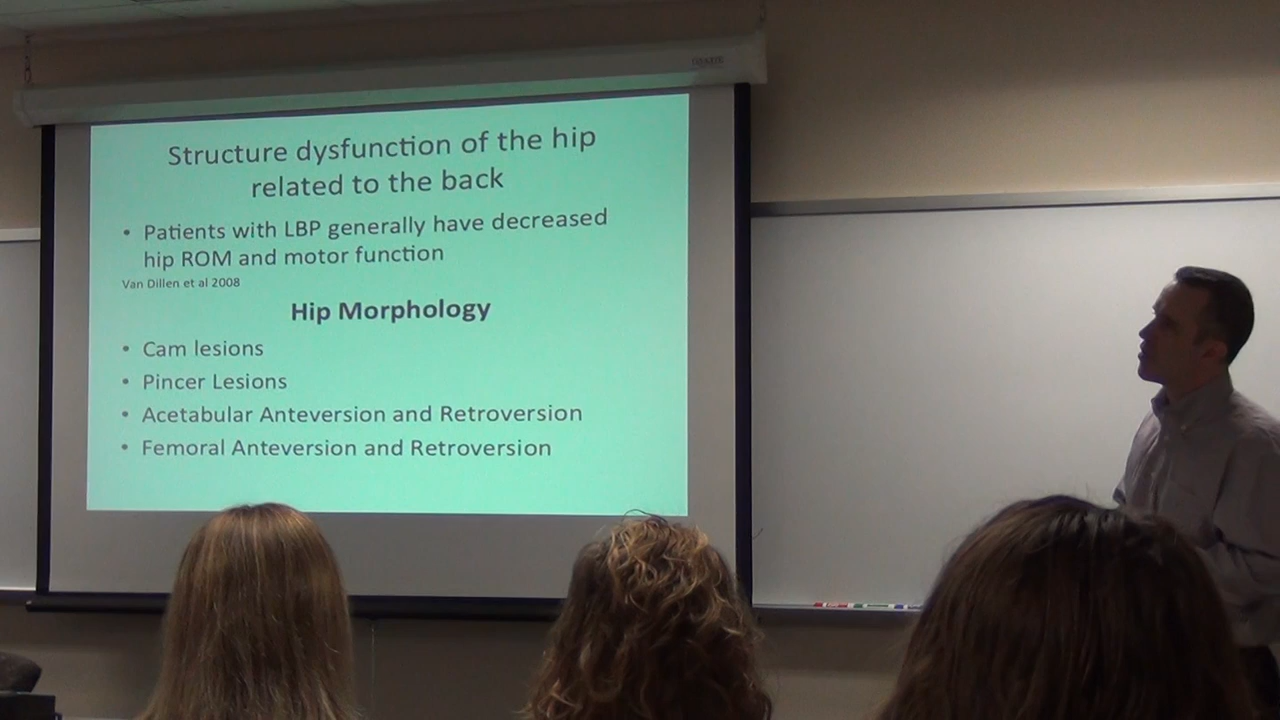 Structure dysfunction of the hip
related to the back
• Patients with LBP generally have decreased
hip ROM and motor function
Van Dillen et al 2008
Hip Morphology
• Cam lesions
• Pincer Lesions
• Acetabular Anteversion and Retroversion
• Femoral Anteversion and Retroversion